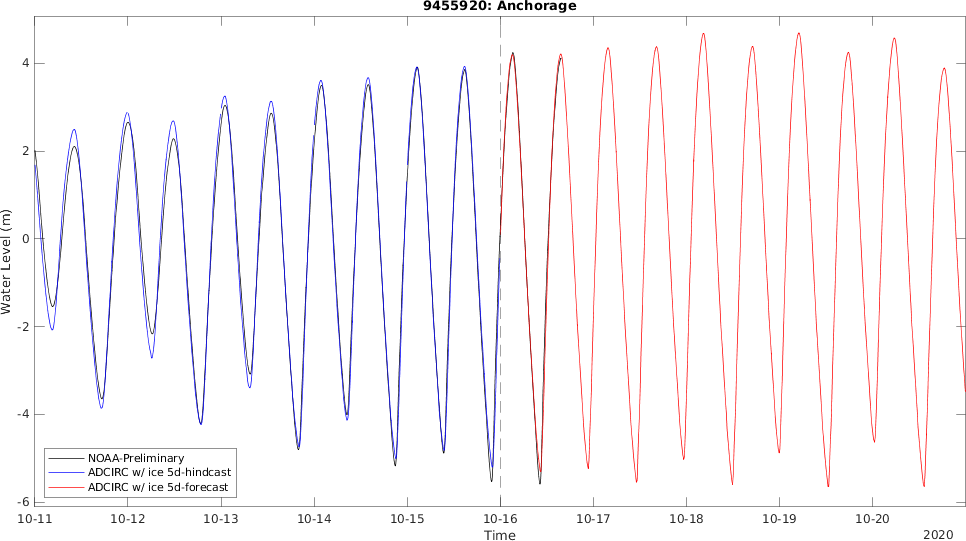 9455920: Anchorage
Water Level (m)
4
2
0
-2
-4
-6
NOAA-Preliminary
ADCIRC w/ ice 5d-hindcast
ADCIRC w/ ice 5d-forecast
10-11 10-12 10-13 10-14 10-15 10-16 10-17 10-18 10-19 10-20
Time
2020